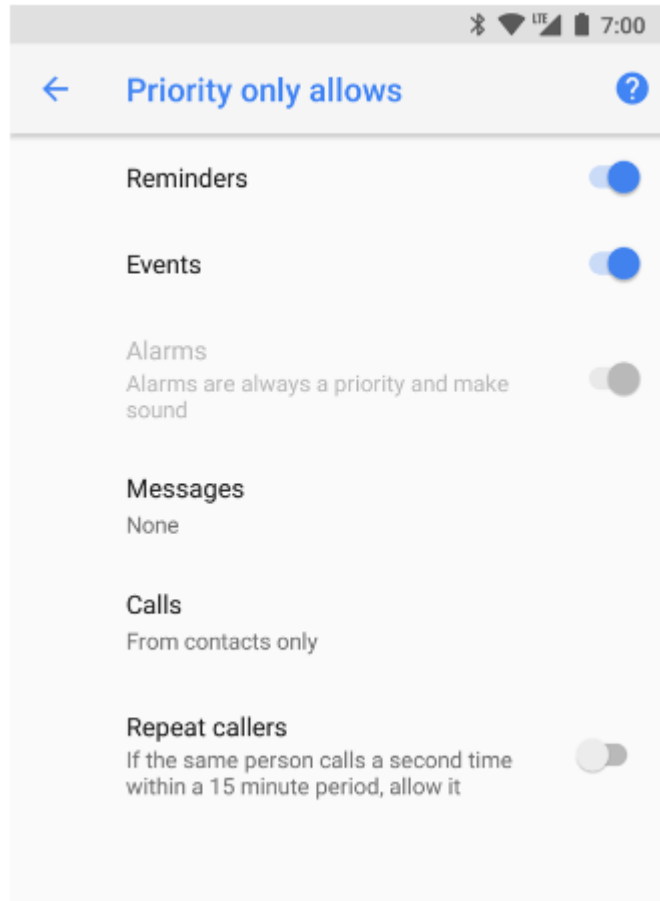 LTE 7:00
Priority only allows ?
Reminders
Events
Alarms
Alarms are always a priority and make
sound
Messages
None
Calls
From contacts only
Repeat callers
If the same person calls a second time
within a 15 minute period, allow it